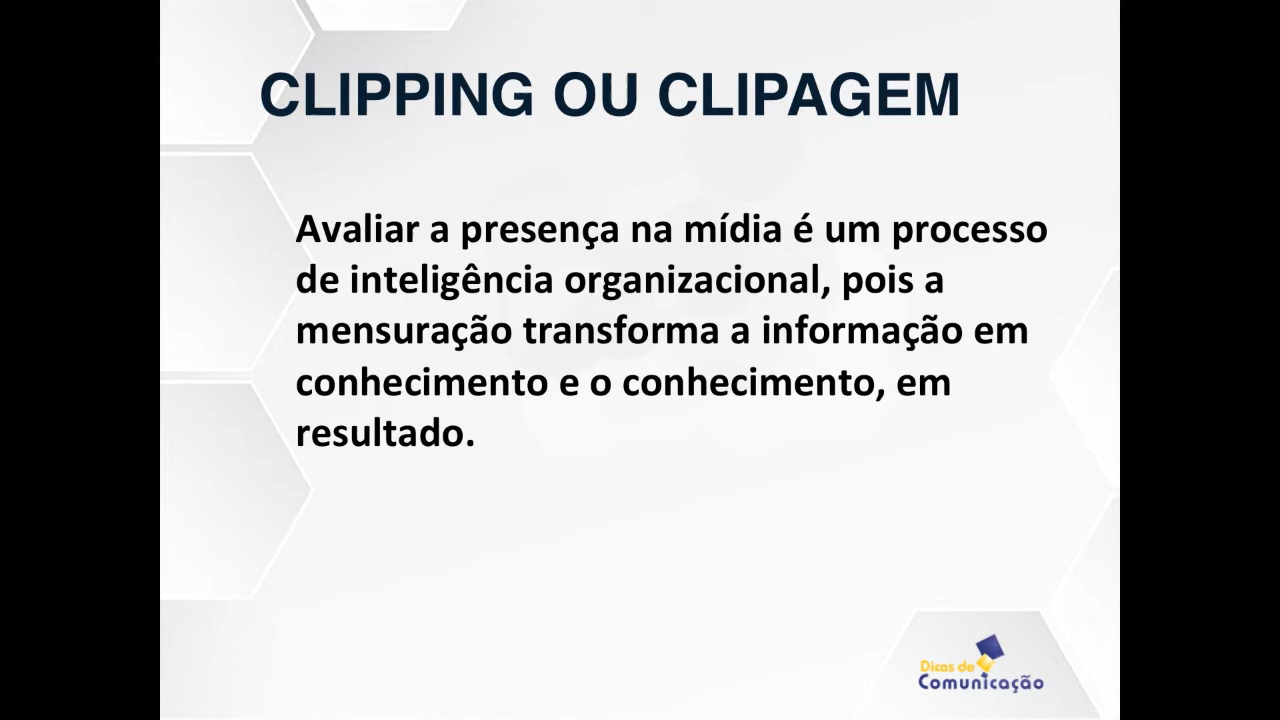 CLIPPING OU CLIPAGEM
Avaliar a presença na mídia é um processo
de inteligência organizacional, pois a
mensuração transforma a informação em
conhecimento e o conhecimento, em
resultado.
Dicas de
Comunicação